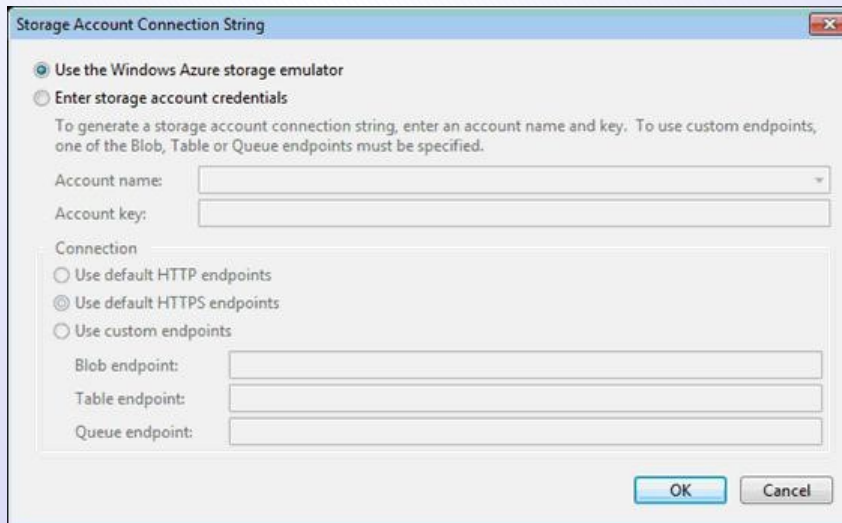 Storage Account Connection String
Use the Windows Azure storage emulator
Enter storage account credentials
To generate a storage account connection string, enter an account name and key. To use custom endpoints,
one of the Blob, Table or Queue endpoints must be specified.
Account name:
Account key:
Connection
Use default HTTP endpoints
Use default HTTPS endpoints
Use custom endpoints
Blob endpoint:
Table endpoint:
Queue endpoint:
OK Cancel